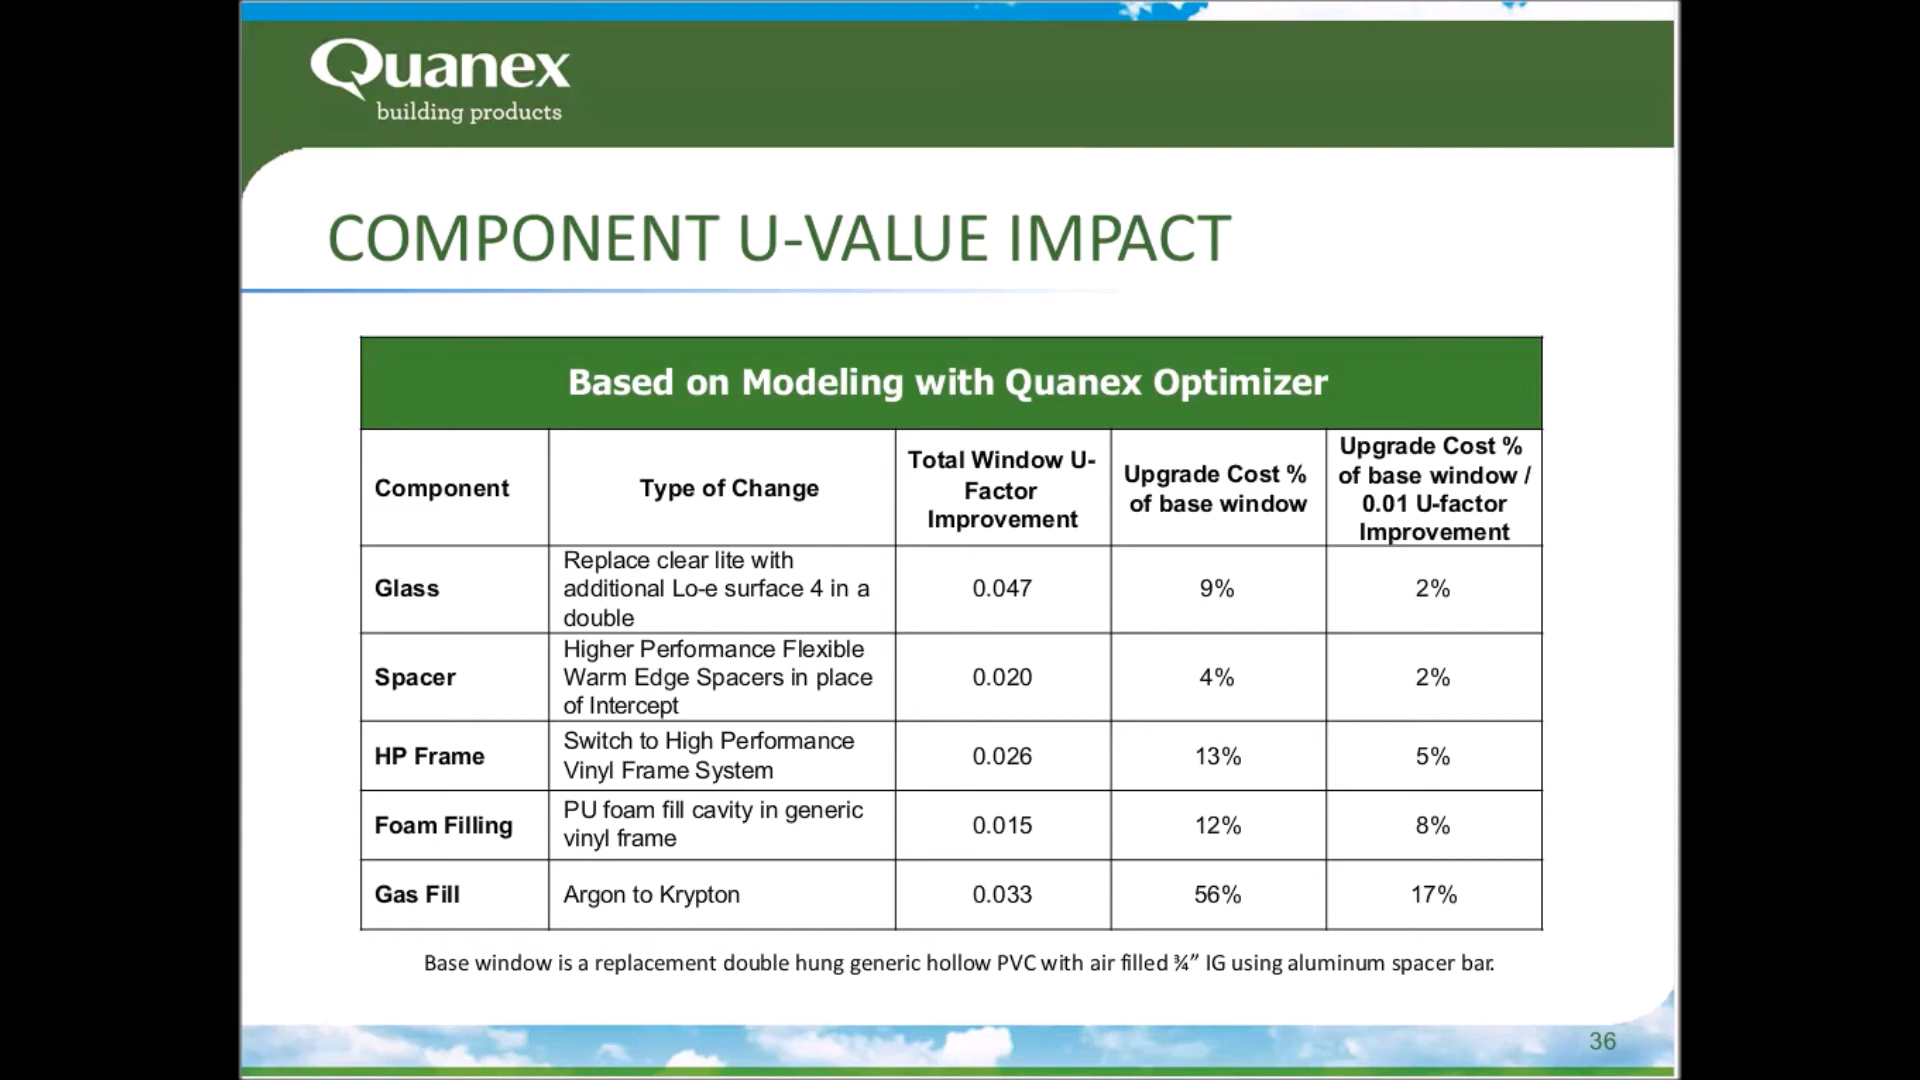 Quanex
building products
COMPONENT U-VALUE IMPACT
Based on Modeling with Quanex Optimizer
Component
Type of Change
Total Window U-
Factor
Improvement
Upgrade Cost %
of base window
Upgrade Cost %
of base window /
0.01 U-factor
Improvement
Glass
Replace clear lite with
additional Lo-e surface 4 in a
double
0.047
9%
2%
Spacer
Higher Performance Flexible
Warm Edge Spacers in place
of Intercept
0.020
4%
2%
HP Frame
Switch to High Performance
Vinyl Frame System
0.026
13%
5%
Foam Filling
PU foam fill cavity in generic
vinyl frame
0.015
12%
8%
Gas Fill
Argon to Krypton
0.033
56%
17%
Base window is a replacement double hung generic hollow PVC with air filled ¾” IG using aluminum spacer bar.
36